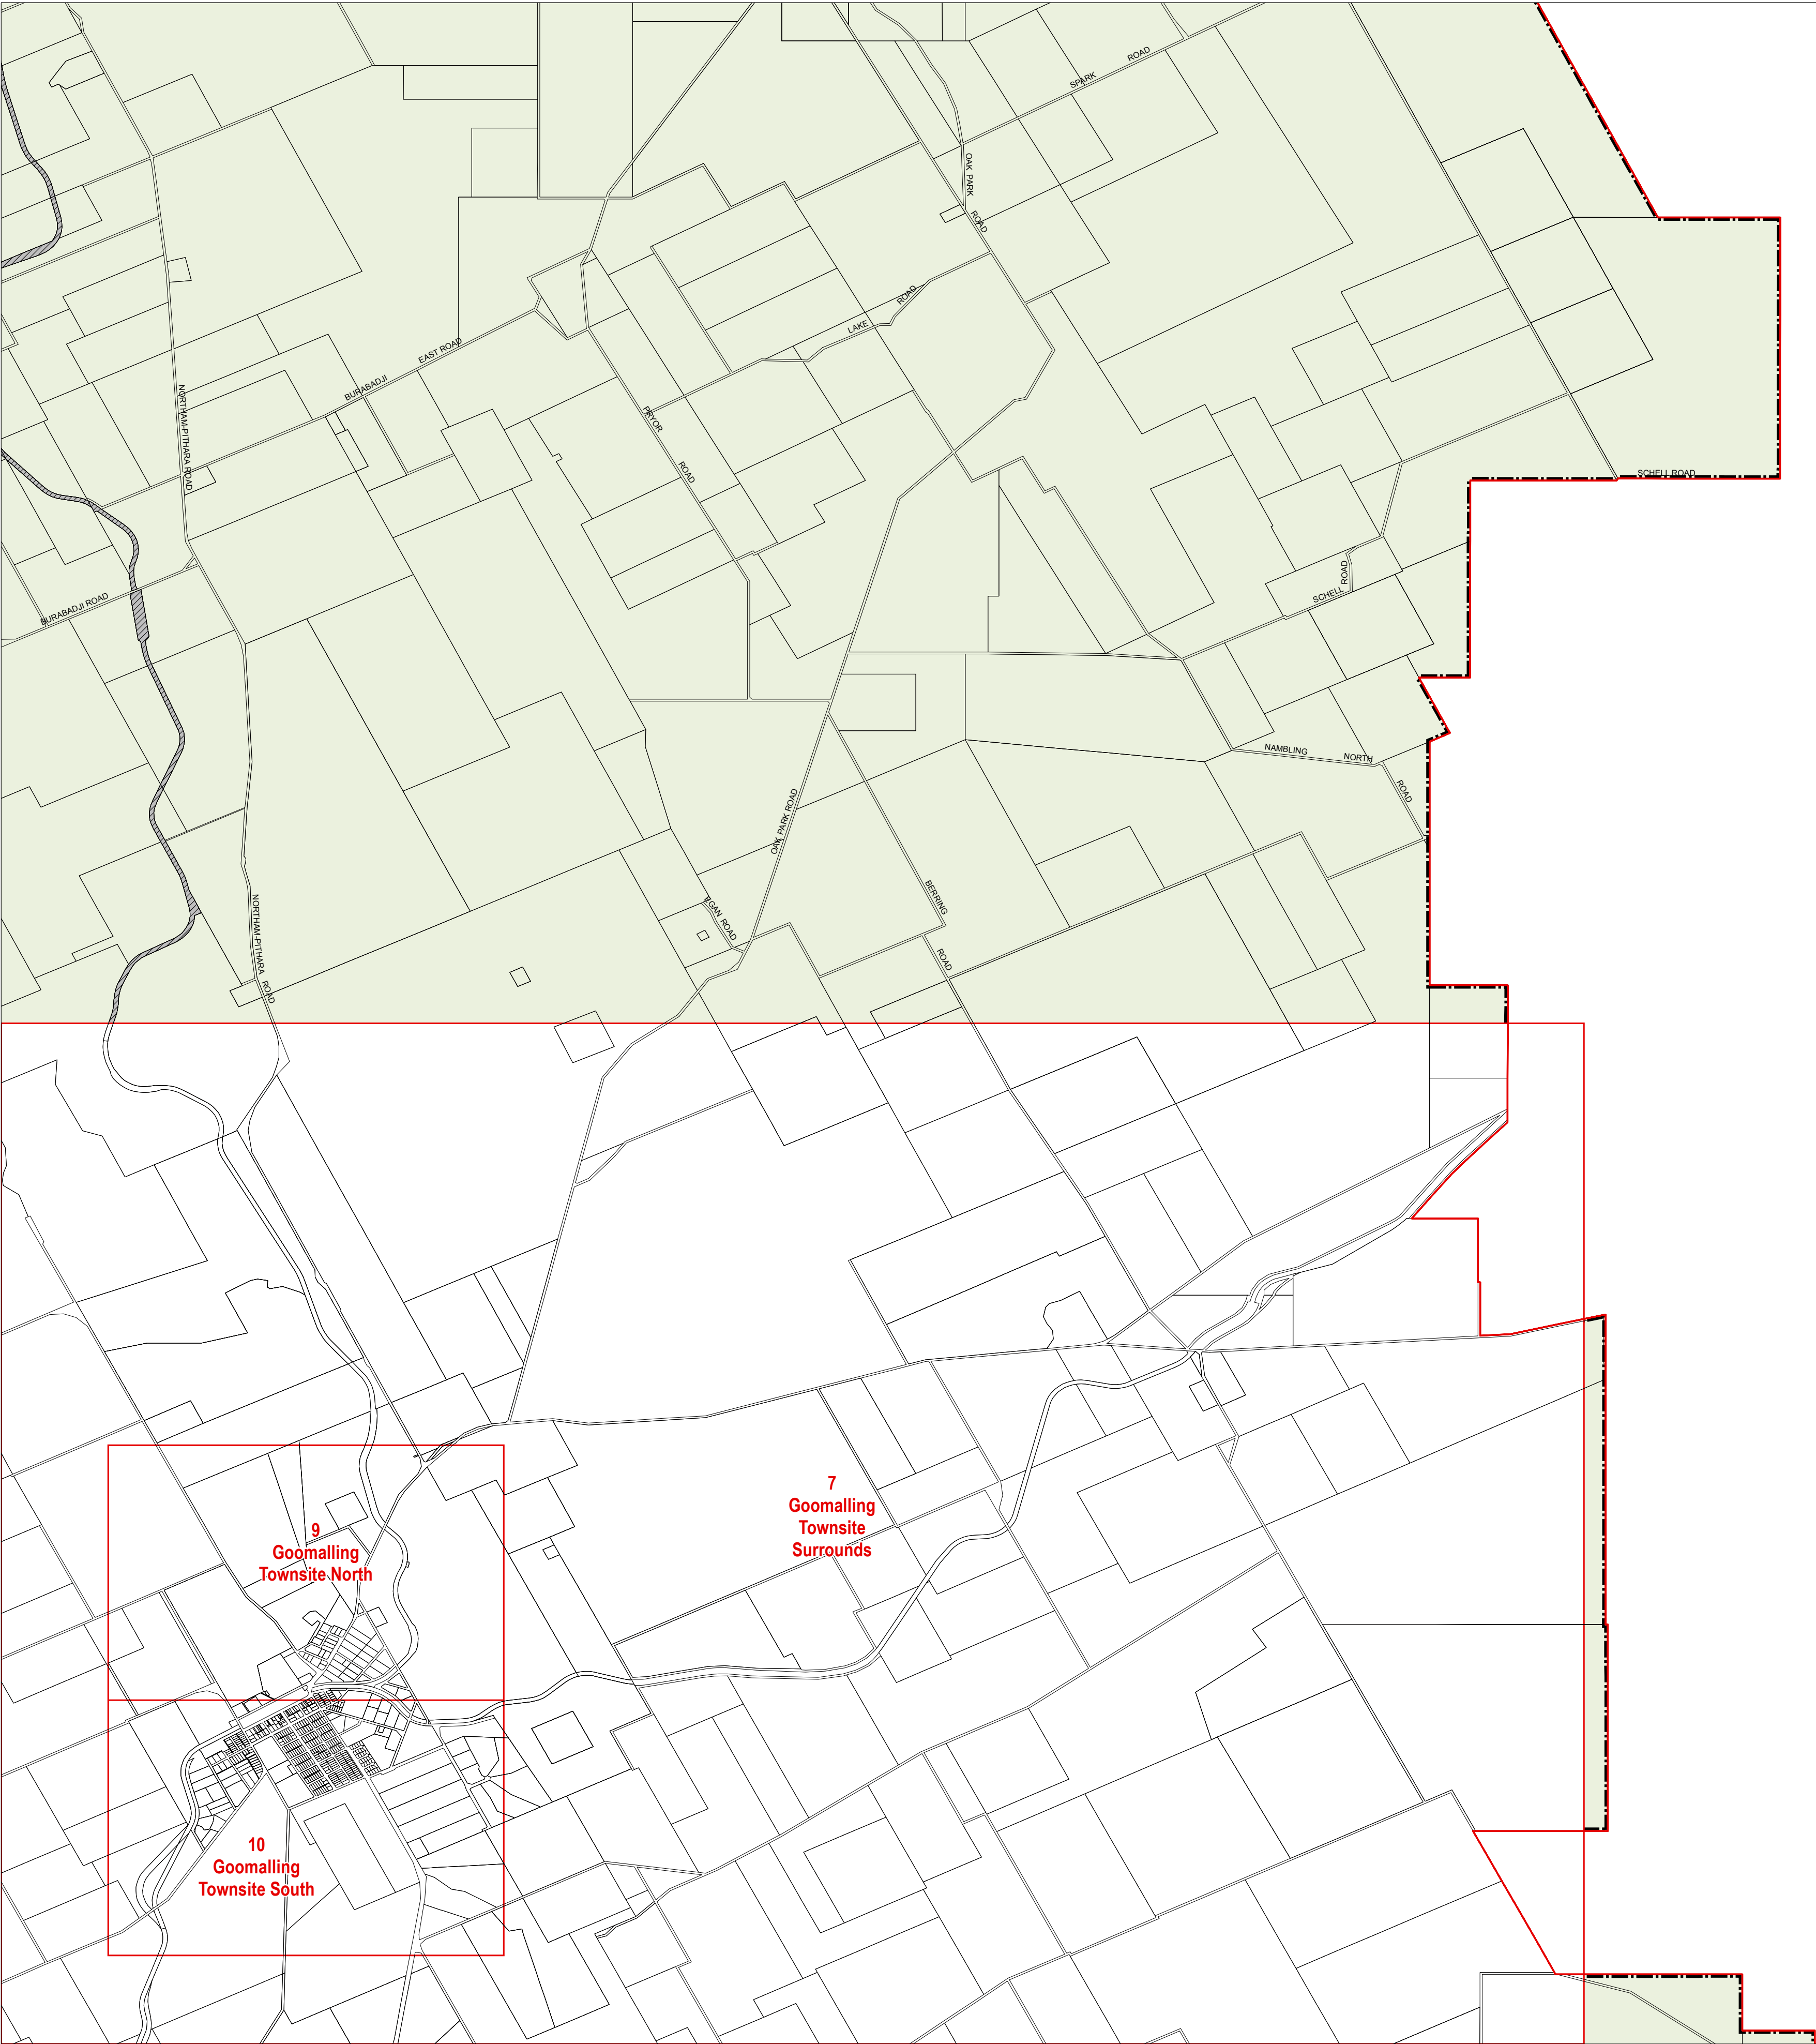 SPARK
ROAD
OAK PARK
ROAD
LAKE
ROAD
EAST ROAD
BURABADJI
NORTHAM-PITHARA ROAD
PRYOR
ROAD
SCHELL ROAD
BURABADJI ROAD
SCHELL
ROAD
NAMBLING
NORTH
ROAD
OAK PARK ROAD
EGAN ROAD
BERRING
ROAD
NORTHAM-PITHARA
ROAD
7
Goomalling
Townsite
Surrounds
9
Goomalling
Townsite North
10
Goomalling
Townsite South